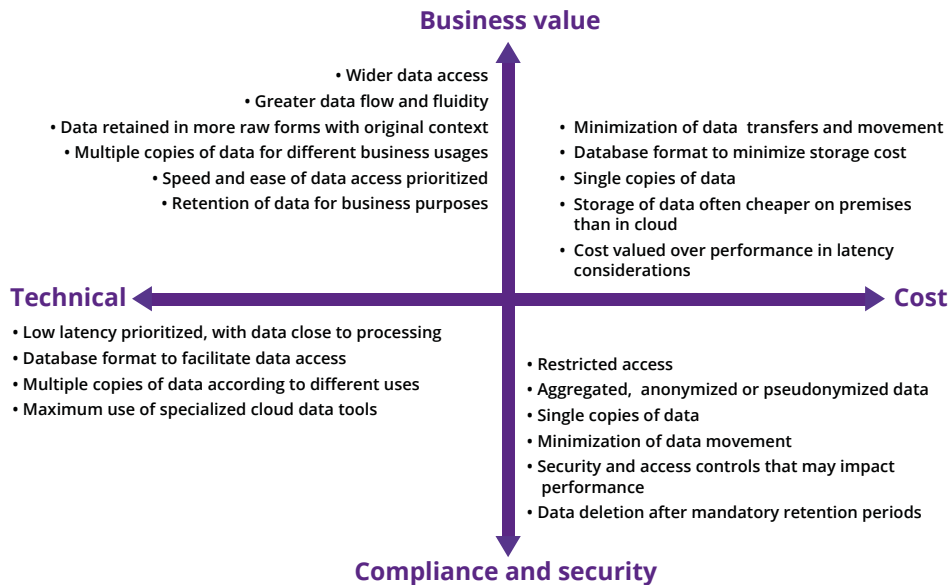 Business value
• Wider data access
• Greater data flow and fluidity
• Data retained in more raw forms with original context
• Multiple copies of data for different business usages
• Speed and ease of data access prioritized
• Retention of data for business purposes
• Minimization of data transfers and movement
• Database format to minimize storage cost
• Single copies of data
• Storage of data often cheaper on premises
than in cloud
• Cost valued over performance in latency
considerations
Technical
Cost
• Low latency prioritized, with data close to processing
• Database format to facilitate data access
• Multiple copies of data according to different uses
• Maximum use of specialized cloud data tools
• Restricted access
• Aggregated, anonymized or pseudonymized data
• Single copies of data
• Minimization of data movement
• Security and access controls that may impact
performance
• Data deletion after mandatory retention periods
Compliance and security